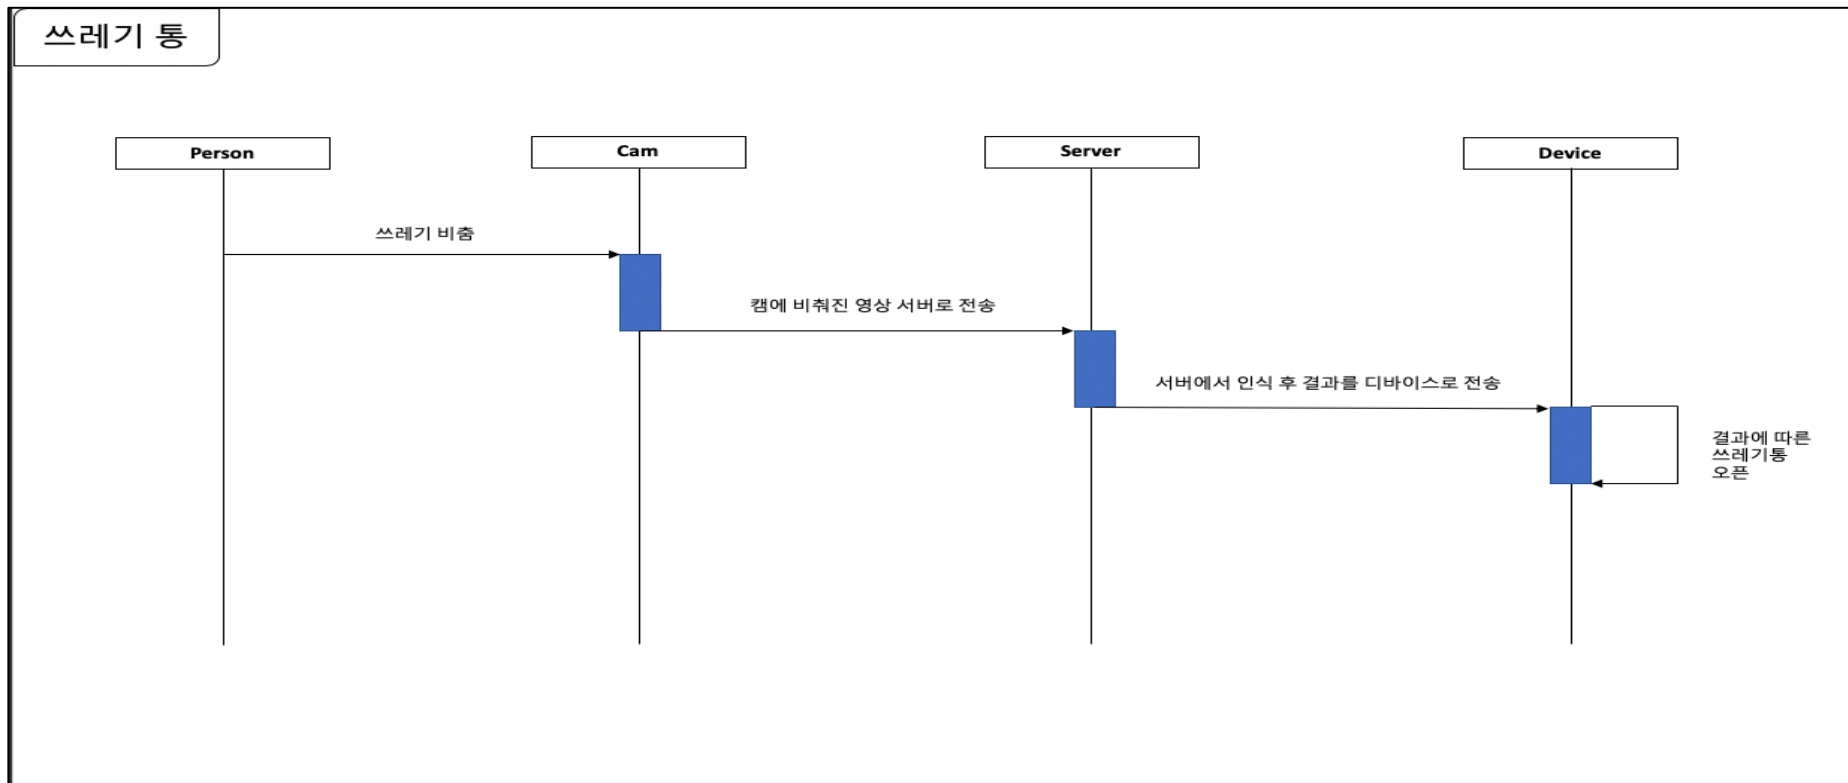 쓰레기 통
Person
Cam
Server
Device
쓰레기 비춤
캠에 비춰진 영상 서버로 전송
서버에서 인식 후 결과를 디바이스로 전송
결과에 따른
쓰레기통
오픈